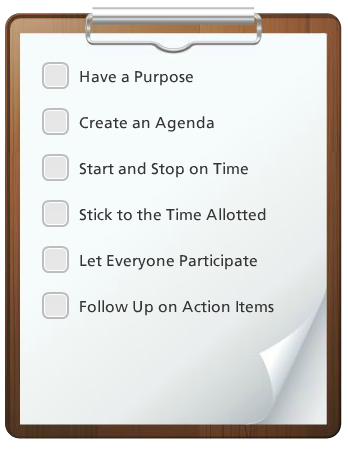 Have a Purpose
Create an Agenda
Start and Stop on Time
Stick to the Time Allotted
Let Everyone Participate
Follow Up on Action Items